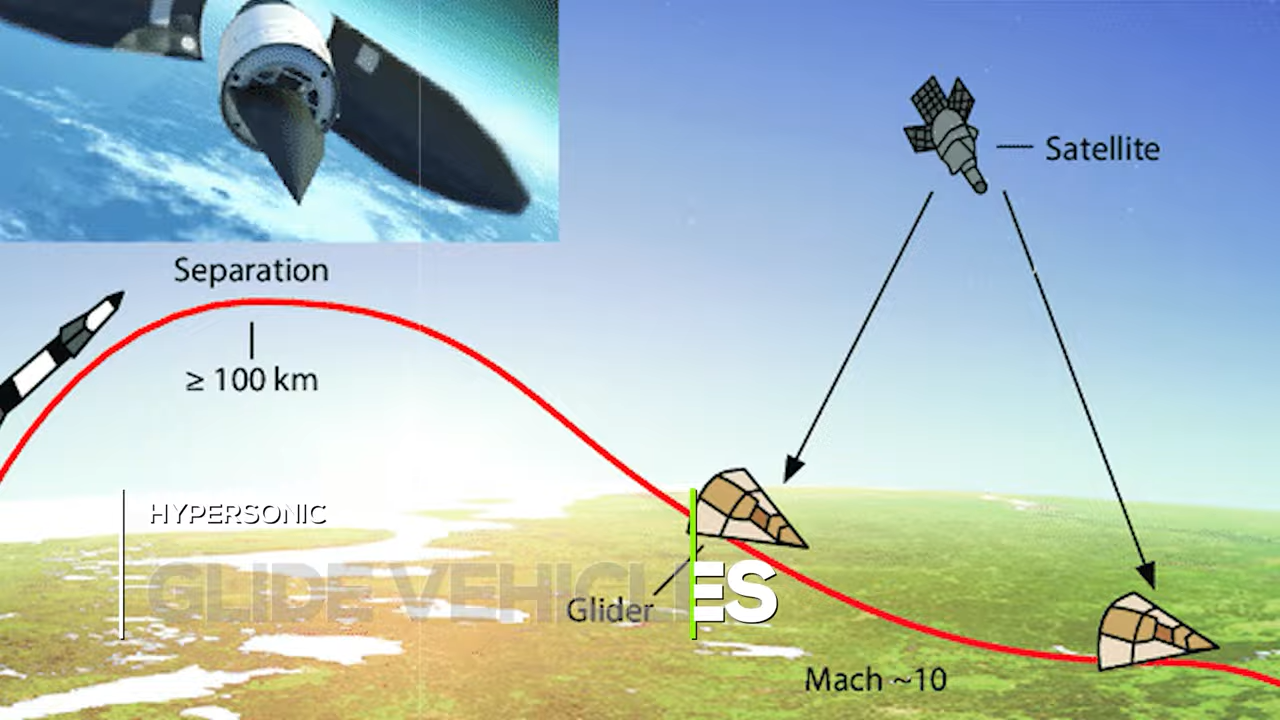 Satellite
Separation
≥ 100 km
HYPERSONIC
GLIDE VEHICLES
Glider
Mach ~10